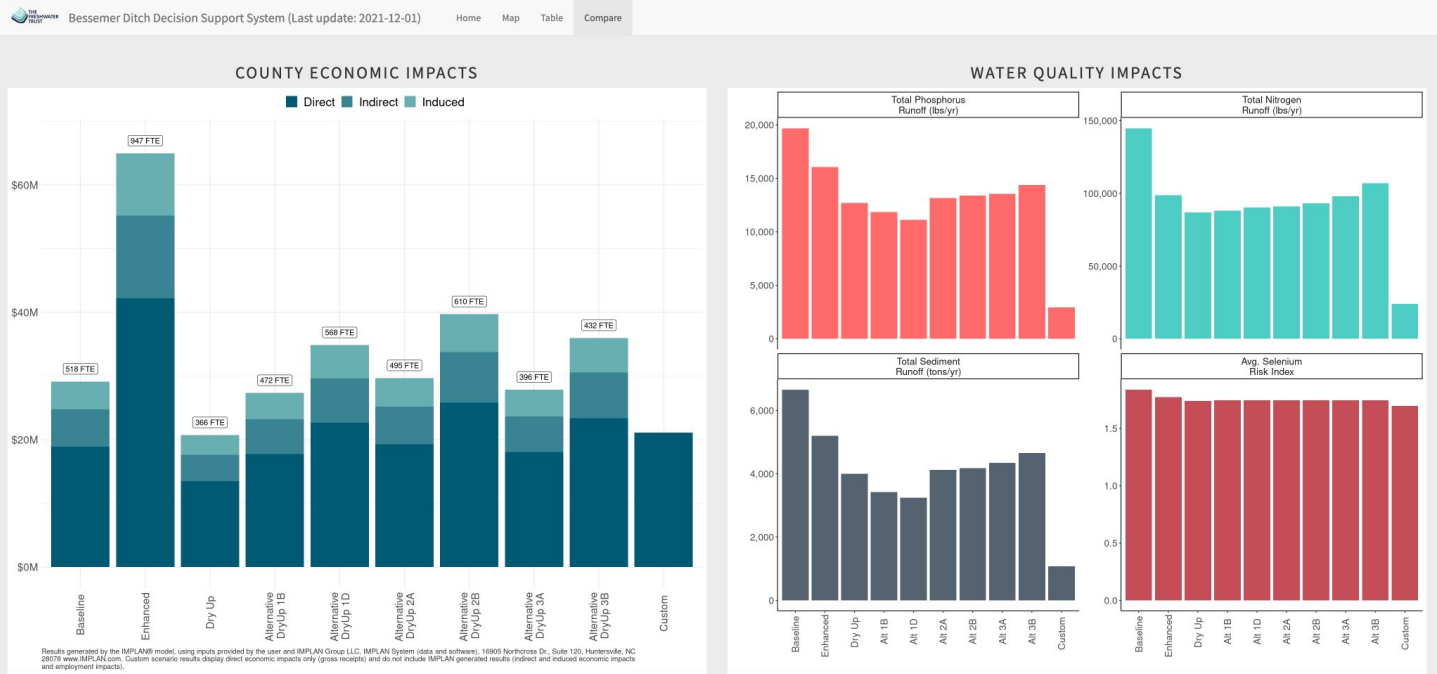 THE
FRESHWATER
TRUST
Bessemer Ditch Decision Support System (Last update: 2021-12-01)
Home
Map
Table
Compare
COUNTY ECONOMIC IMPACTS
Direct
Indirect
Induced
$60M
$40M
$20M
$0M
518 FTE
947 FTE
366 FTE
472 FTE
568 FTE
495 FTE
610 FTE
396 FTE
432 FTE
Baseline
Enhanced
Dry Up
Alternative
DryUp 1B
Alternative
DryUp 1D
Alternative
DryUp 2A
Alternative
DryUp 2B
Alternative
DryUp 3A
Alternative
DryUp 3B
Custom
Results generated by the IMPLAN® model, using inputs provided by the user and IMPLAN Group LLC, IMPLAN System (data and software), 16905 Northcross Dr., Suite 120, Huntersville, NC
28078 www.IMPLAN.com. Custom scenario results display direct economic impacts only (gross receipts) and do not include IMPLAN generated results (indirect and induced economic impacts
and employment impacts).
WATER QUALITY IMPACTS
Total Phosphorus
Runoff (lbs/yr)
20,000
15,000
10,000
5,000
0
Total Nitrogen
Runoff (lbs/yr)
150,000
100,000
50,000
0
Total Sediment
Runoff (tons/yr)
6,000
4,000
2,000
0
Baseline
Enhanced
Dry Up
Alt 1B
Alt 1D
Alt 2A
Alt 2B
Alt 3A
Alt 3B
Custom
Avg. Selenium
Risk Index
1.5
1.0
0.5
0.0
Baseline
Enhanced
Dry Up
Alt 1B
Alt 1D
Alt 2A
Alt 2B
Alt 3A
Alt 3B
Custom